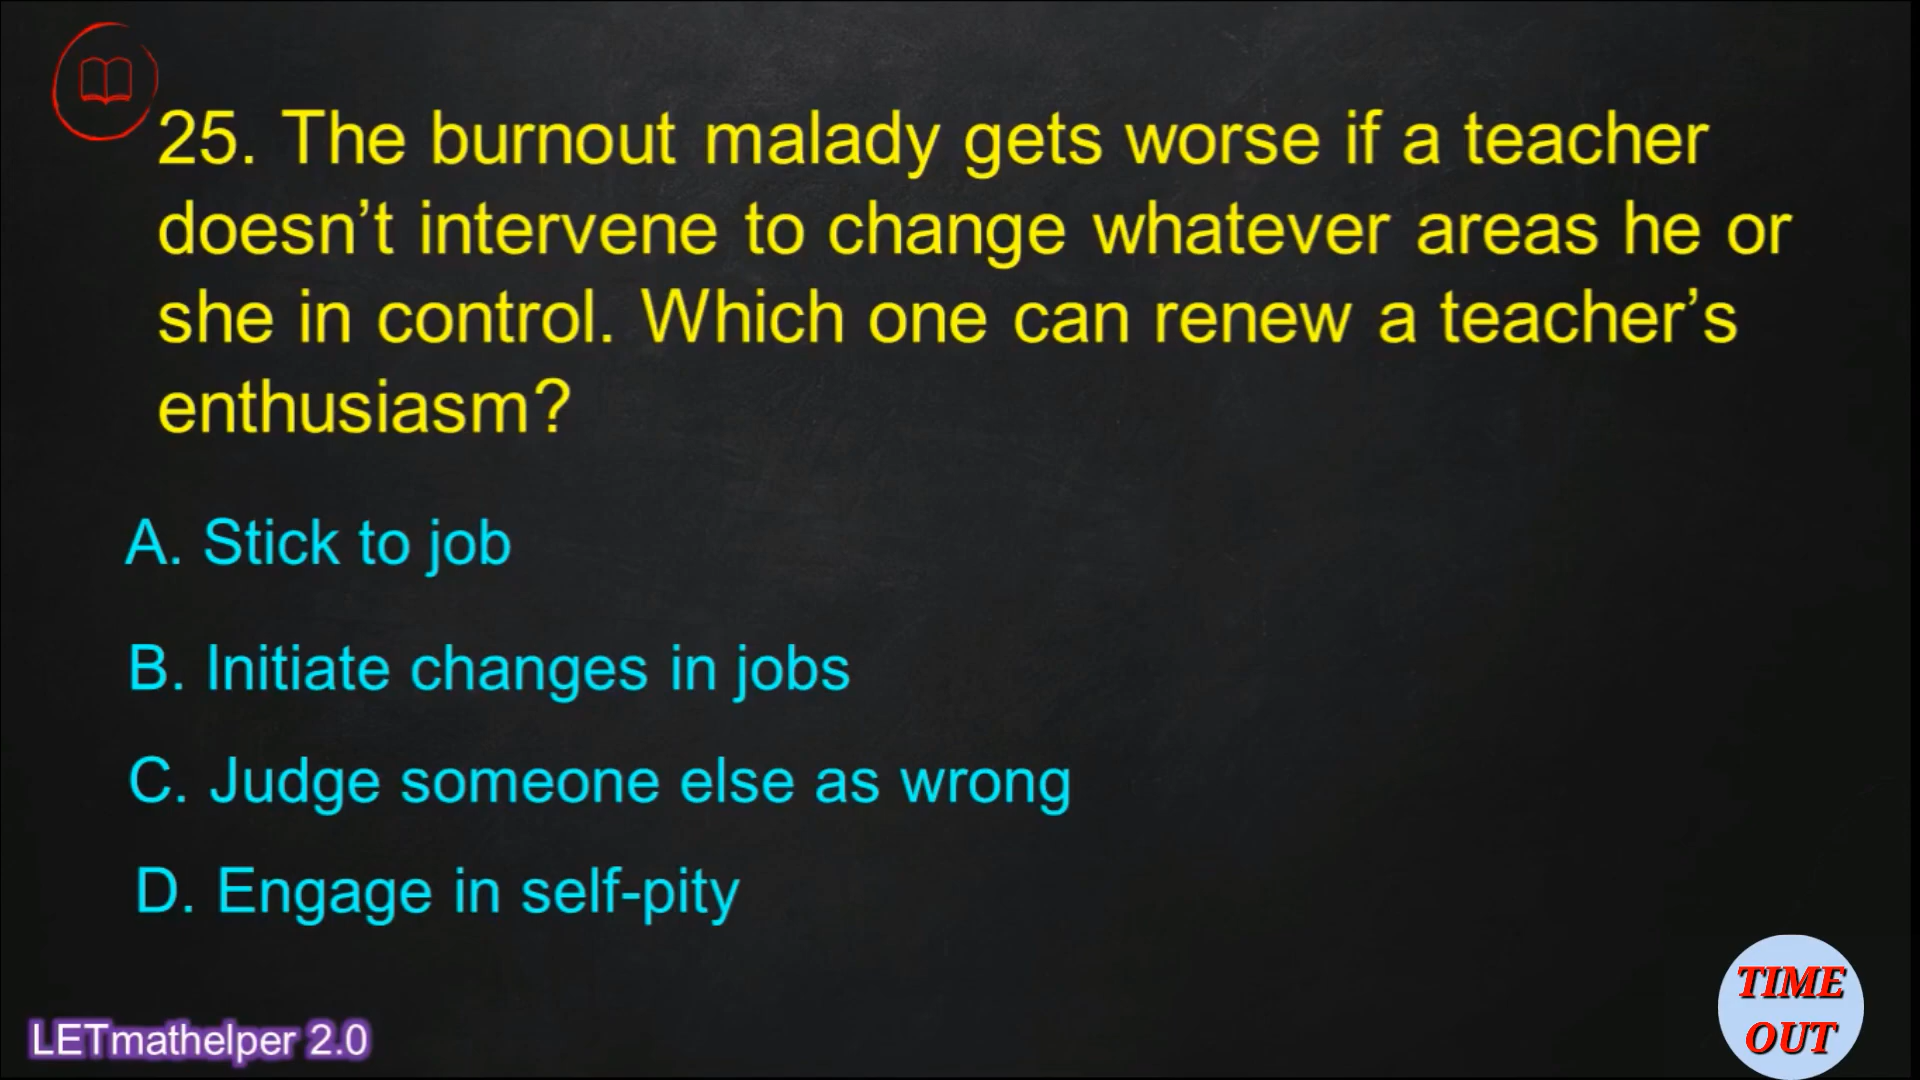 25. The burnout malady gets worse if a teacher
doesn’t intervene to change whatever areas he or
she in control. Which one can renew a teacher’s
enthusiasm?
A. Stick to job
B. Initiate changes in jobs
C. Judge someone else as wrong
D. Engage in self-pity
LETmathelper 2.0
TIME
OUT